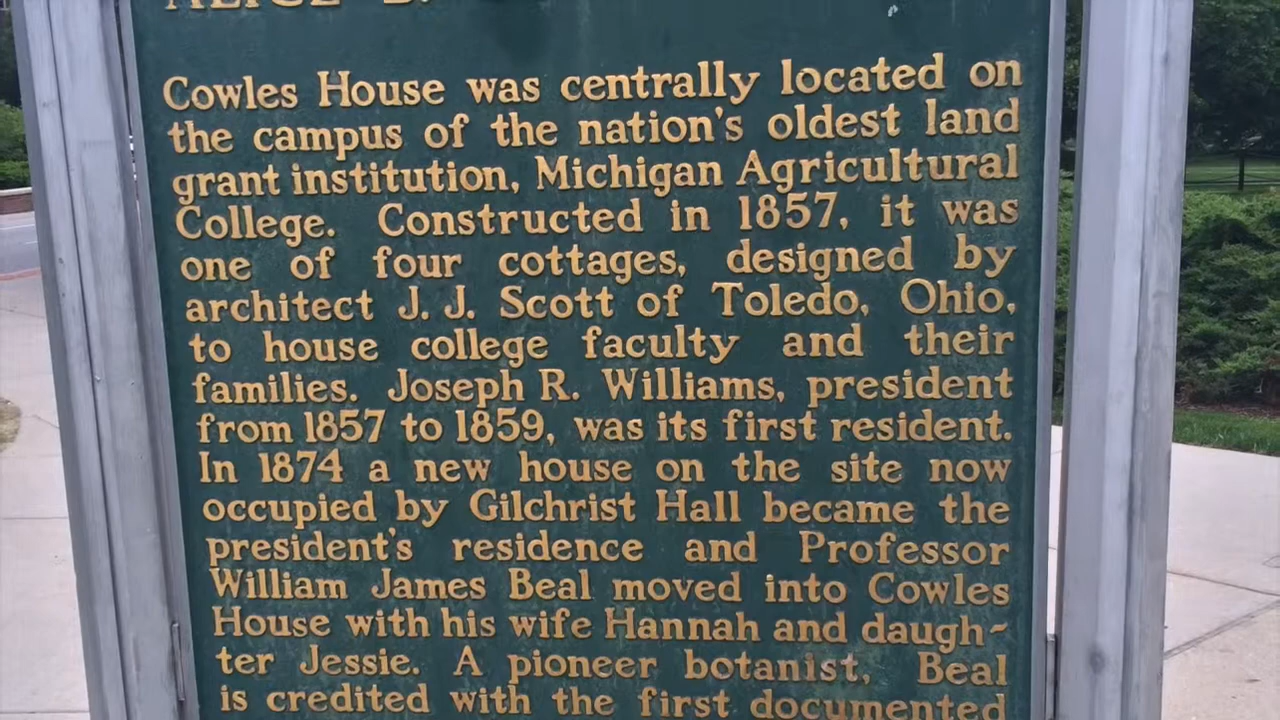 ALICE B.
Cowles House was centrally located on
the campus of the nation's oldest land
grant institution, Michigan Agricultural
College. Constructed in 1857, it was
one of four cottages, designed by
architect J. J. Scott of Toledo, Ohio,
to house college faculty and their
families. Joseph R. Williams, president
from 1857 to 1859, was its first resident.
In 1874 a new house on the site now
occupied by Gilchrist Hall became the
president's residence and Professor
William James Beal moved into Cowles
House with his wife Hannah and daugh-
ter Jessie. A pioneer botanist, Beal
is credited with the first documented